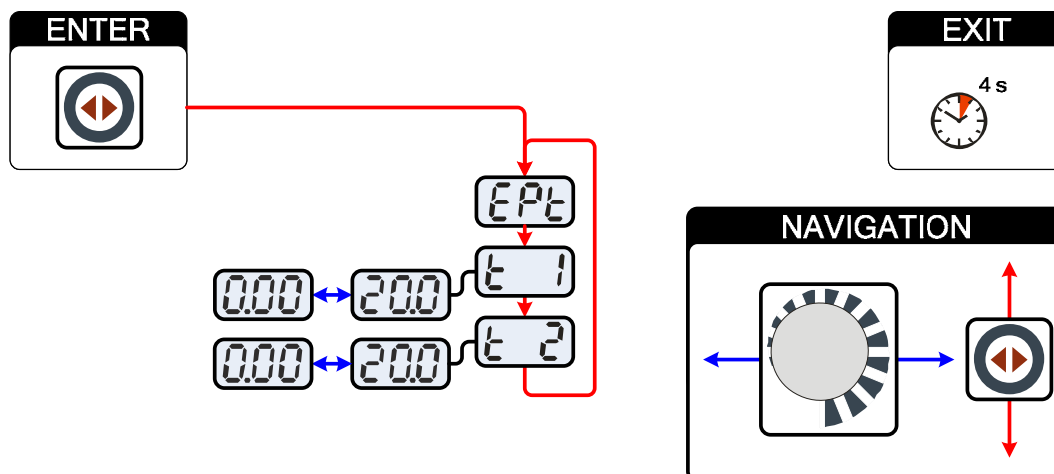 ENTER
EXIT
4 s
EPt
NAVIGATION
t 1
0.00 20.0
t 2
0.00 20.0